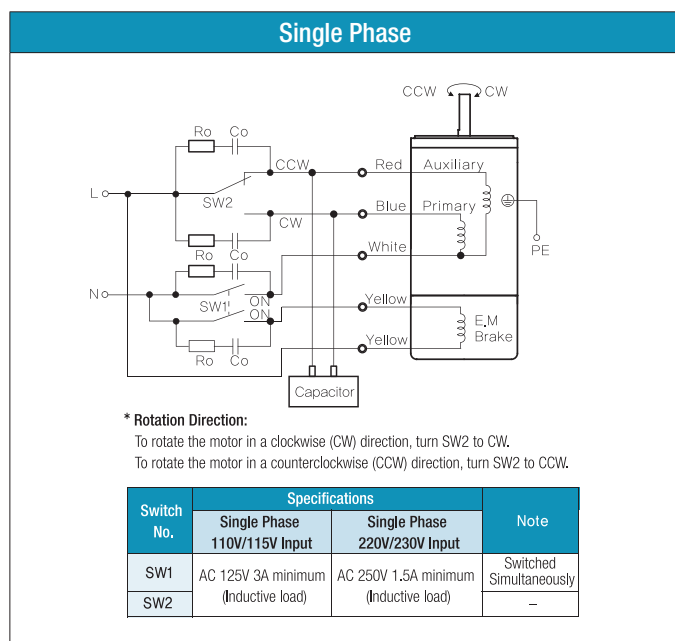 Single Phase
CCW CW
Ro Co
CCW Red Auxiliary
L SW2
Blue Primary
CW
Ro Co White PE
Ro Co
N SW1 ON
ON Yellow
E.M
Brake
Yellow
Ro Co
Capacitor
* Rotation Direction:
To rotate the motor in a clockwise (CW) direction, turn SW2 to CW.
To rotate the motor in a counterclockwise (CCW) direction, turn SW2 to CCW.
Switch No. Specifications Note
Single Phase 110V/115V Input Single Phase 220V/230V Input
SW1 AC 125V 3A minimum (Inductive load) AC 250V 1.5A minimum (Inductive load) Switched Simultaneously
SW2 –